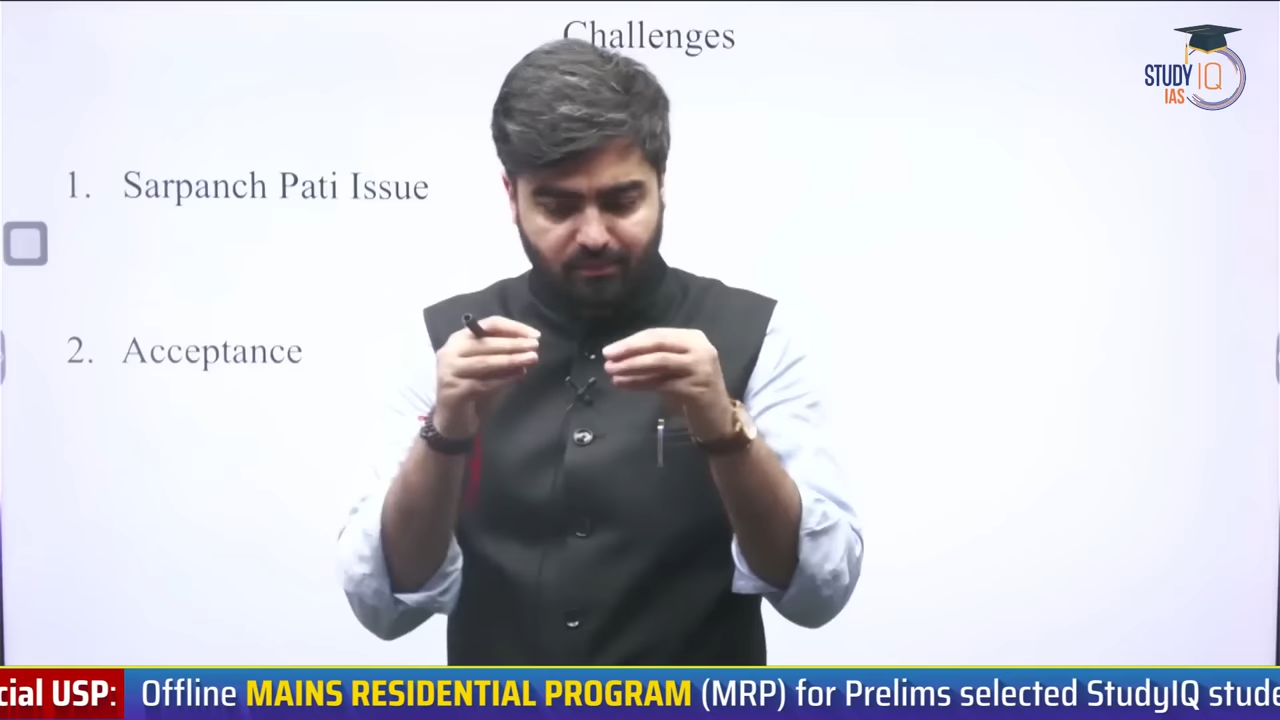 Challenges
STUDY IQ
IAS
1. Sarpanch Pati Issue
2. Acceptance
cial USP: Offline MAINS RESIDENTIAL PROGRAM (MRP) for Prelims selected StudyIQ stude